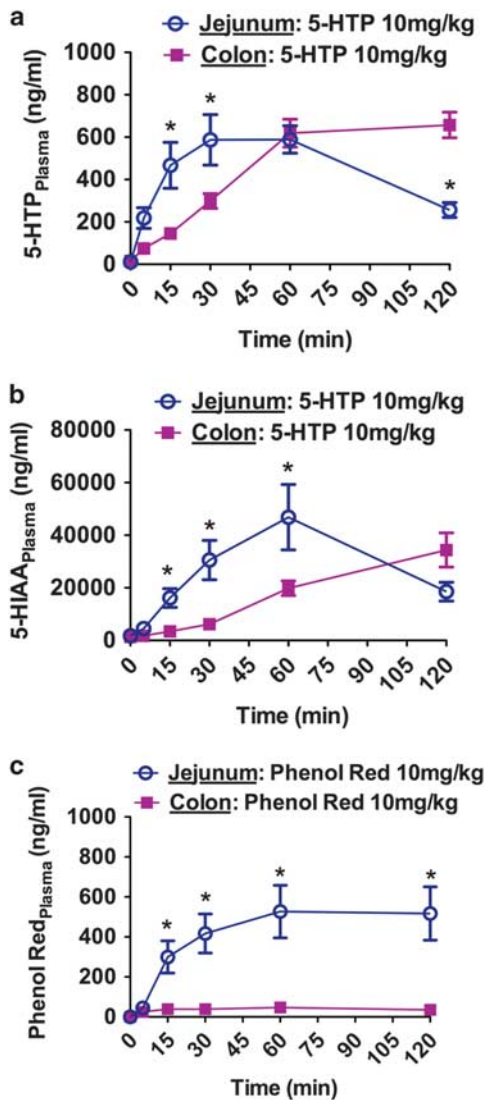 a
Jejunum: 5-HTP 10mg/kg
Colon: 5-HTP 10mg/kg
5-HTPPlasma (ng/ml)
1000
800
600
400
200
0
* * *
0 15 30 45 60 75 90 105 120
Time (min)
b
Jejunum: 5-HTP 10mg/kg
Colon: 5-HTP 10mg/kg
5-HIAAPlasma (ng/ml)
80000
60000
40000
20000
0
* * *
0 15 30 45 60 75 90 105 120
Time (min)
c
Jejunum: Phenol Red 10mg/kg
Colon: Phenol Red 10mg/kg
Phenol RedPlasma (ng/ml)
1000
800
600
400
200
0
* * * *
0 15 30 45 60 75 90 105 120
Time (min)